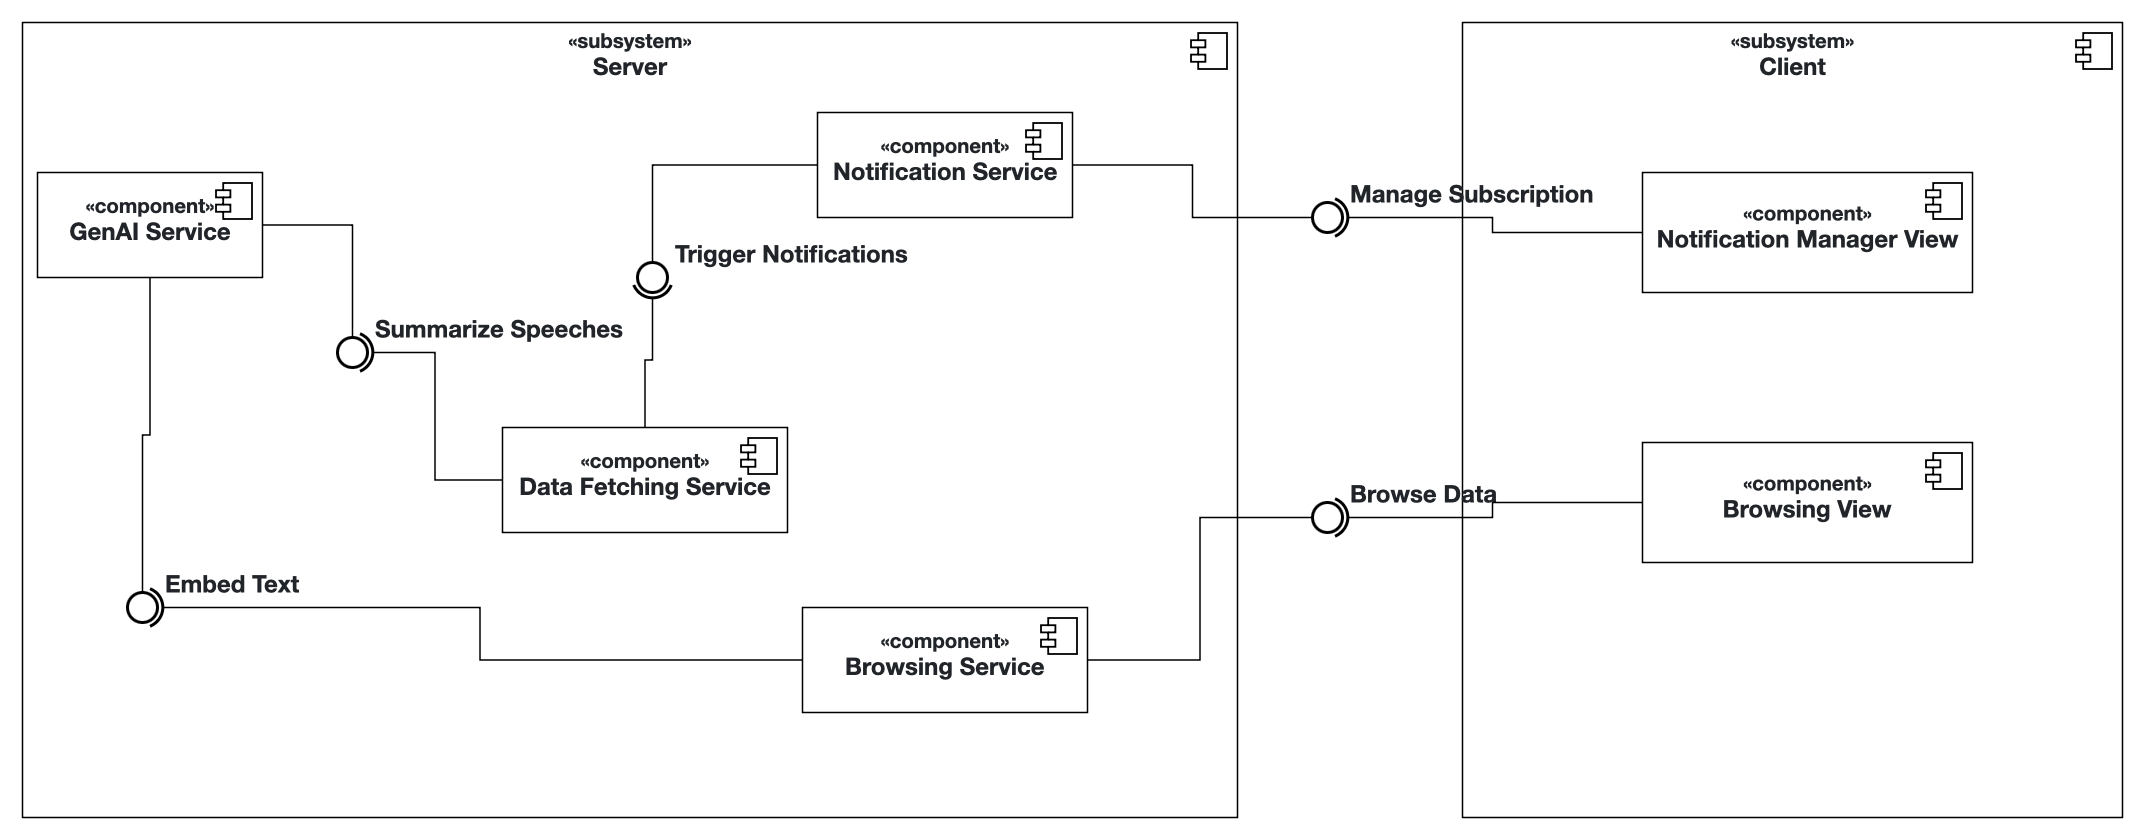 «subsystem»
Server
«subsystem»
Client
«component»
Notification Service
«component»
GenAI Service
Manage Subscription
«component»
Notification Manager View
Trigger Notifications
Summarize Speeches
«component»
Data Fetching Service
Browse Data
«component»
Browsing View
Embed Text
«component»
Browsing Service